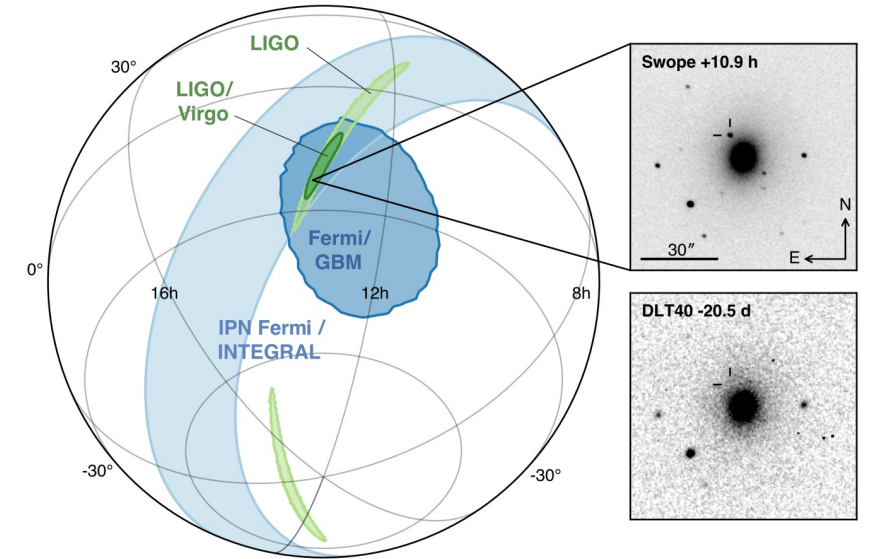 LIGO
30°
LIGO/
Virgo
Swope +10.9 h
N
E
30″
Fermi/
GBM
0°
16h
12h
8h
IPN Fermi /
INTEGRAL
DLT40 -20.5 d
-30°
-30°